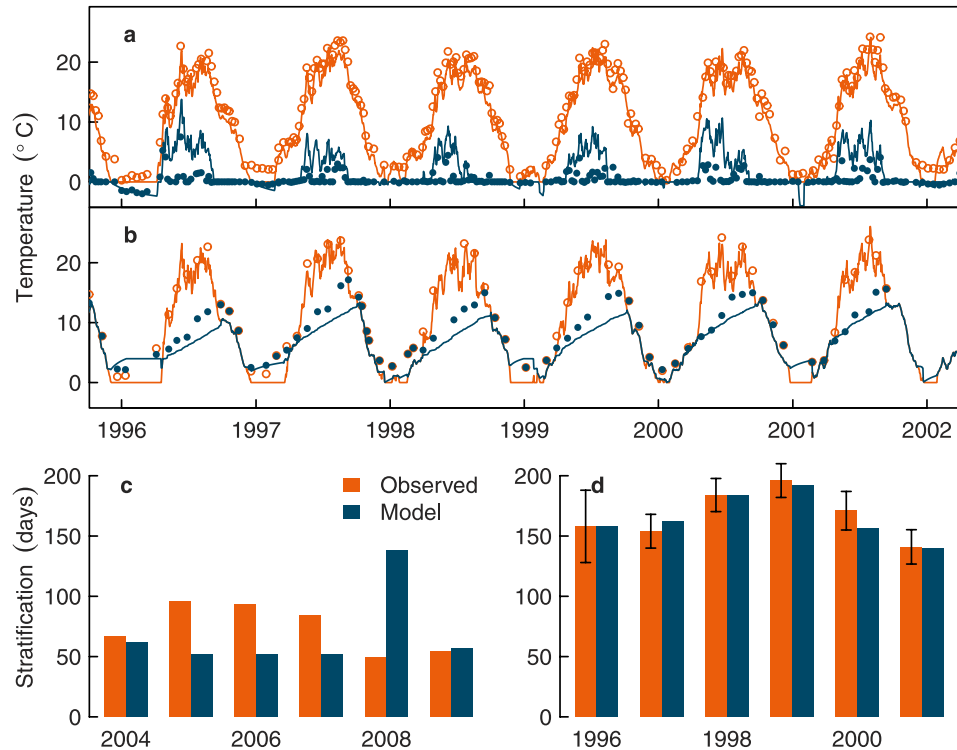 a
20
10
0
Temperature (° C)
b
20
10
0
1996 1997 1998 1999 2000 2001 2002
200
150
100
50
0
Stratification (days)
c
Observed
Model
2004 2006 2008
d
200
150
100
50
0
1996 1998 2000